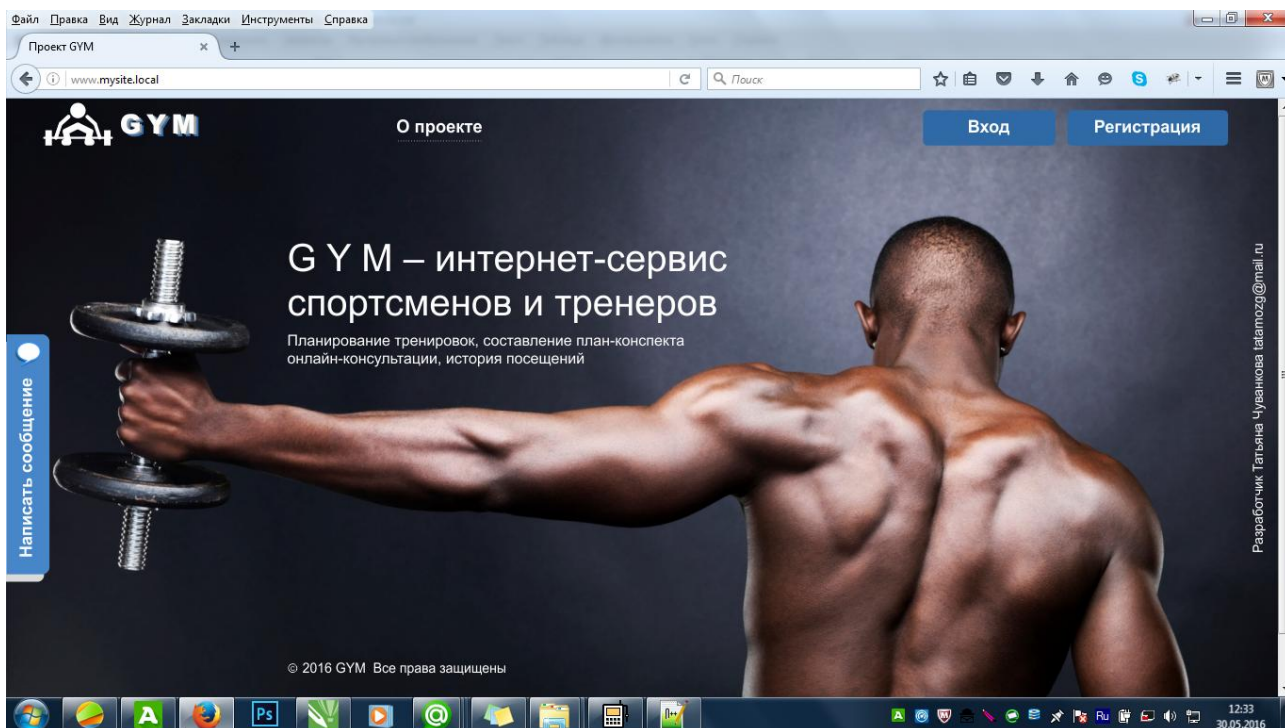 Файл Правка Вид Журнал Закладки Инструменты Справка
Проект GYM
www.mysite.local
Поиск
GYM
О проекте
Вход
Регистрация
G Y M – интернет-сервис
спортсменов и тренеров
Планирование тренировок, составление план-конспекта
онлайн-консультации, история посещений
Написать сообщение
Разработчик Татьяна Чуванкова tatamozg@mail.ru
© 2016 GYM Все права защищены
Ps
Ru
12:33
30.05.2016